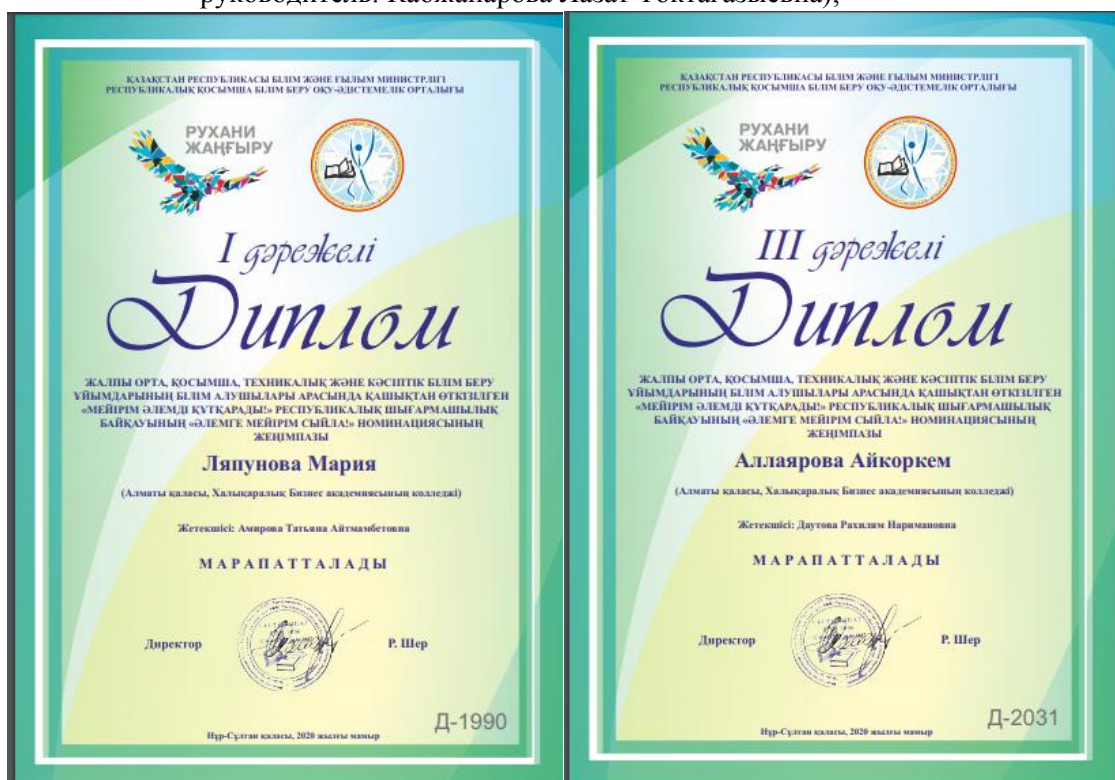 руководитель: Кабжанарова Лазат Токтагазыевна);
ҚАЗАҚСТАН РЕСПУБЛИКАСЫ БІЛІМ ЖӘНЕ ҒЫЛЫМ МИНИСТРЛІГІ
РЕСПУБЛИКАЛЫҚ ҚОСЫМША БІЛІМ БЕРУ ОҚУ-ӘДІСТЕМЕЛІК ОРТАЛЫҒЫ
РУХАНИ
ЖАҢҒЫРУ
I дәрежелі
Диплом
ЖАЛПЫ ОРТА, ҚОСЫМША, ТЕХНИКАЛЫҚ ЖӘНЕ КӘСІПТІК БІЛІМ БЕРУ
ҰЙЫМДАРЫНЫҢ БІЛІМ АЛУШЫЛАРЫ АРАСЫНДА ҚАШЫҚТАН ӨТКІЗІЛГЕН
«МЕЙІРІМ ӘЛЕМДІ ҚҰТҚАРАДЫ!» РЕСПУБЛИКАЛЫҚ ШЫҒАРМАШЫЛЫҚ
БАЙҚАУЫНЫҢ «ӘЛЕМГЕ МЕЙІРІМ СЫЙЛА!» НОМИНАЦИЯСЫНЫҢ
ЖЕҢІМПАЗЫ
Ляпунова Мария
(Алматы қаласы, Халықаралық Бизнес академиясының колледжі)
Жетекшісі: Амирова Татьяна Айтмамбетовна
МАРАПАТТАЛАДЫ
Директор Р. Шер
Д-1990
Нұр-Сұлтан қаласы, 2020 жылғы мамыр
ҚАЗАҚСТАН РЕСПУБЛИКАСЫ БІЛІМ ЖӘНЕ ҒЫЛЫМ МИНИСТРЛІГІ
РЕСПУБЛИКАЛЫҚ ҚОСЫМША БІЛІМ БЕРУ ОҚУ-ӘДІСТЕМЕЛІК ОРТАЛЫҒЫ
РУХАНИ
ЖАҢҒЫРУ
III дәрежелі
Диплом
ЖАЛПЫ ОРТА, ҚОСЫМША, ТЕХНИКАЛЫҚ ЖӘНЕ КӘСІПТІК БІЛІМ БЕРУ
ҰЙЫМДАРЫНЫҢ БІЛІМ АЛУШЫЛАРЫ АРАСЫНДА ҚАШЫҚТАН ӨТКІЗІЛГЕН
«МЕЙІРІМ ӘЛЕМДІ ҚҰТҚАРАДЫ!» РЕСПУБЛИКАЛЫҚ ШЫҒАРМАШЫЛЫҚ
БАЙҚАУЫНЫҢ «ӘЛЕМГЕ МЕЙІРІМ СЫЙЛА!» НОМИНАЦИЯСЫНЫҢ
ЖЕҢІМПАЗЫ
Аллаярова Айкоркем
(Алматы қаласы, Халықаралық Бизнес академиясының колледжі)
Жетекшісі: Даутова Рахилям Наримановна
МАРАПАТТАЛАДЫ
Директор Р. Шер
Д-2031
Нұр-Сұлтан қаласы, 2020 жылғы мамыр